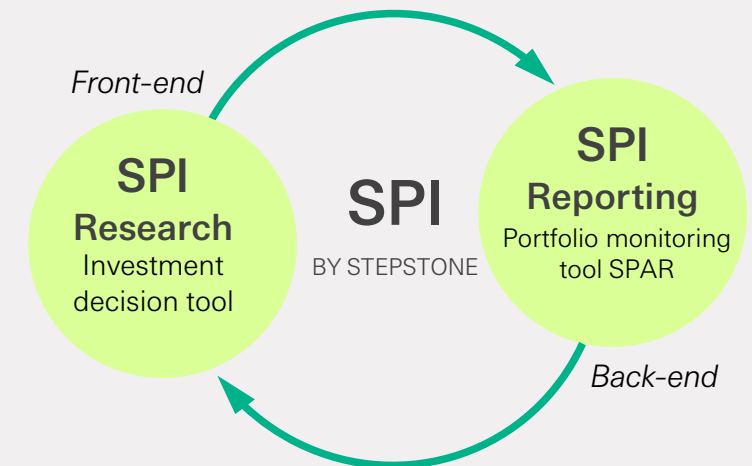 Front-end
SPI
Research
Investment
decision tool
SPI
BY STEPSTONE
SPI
Reporting
Portfolio monitoring
tool SPAR
Back-end